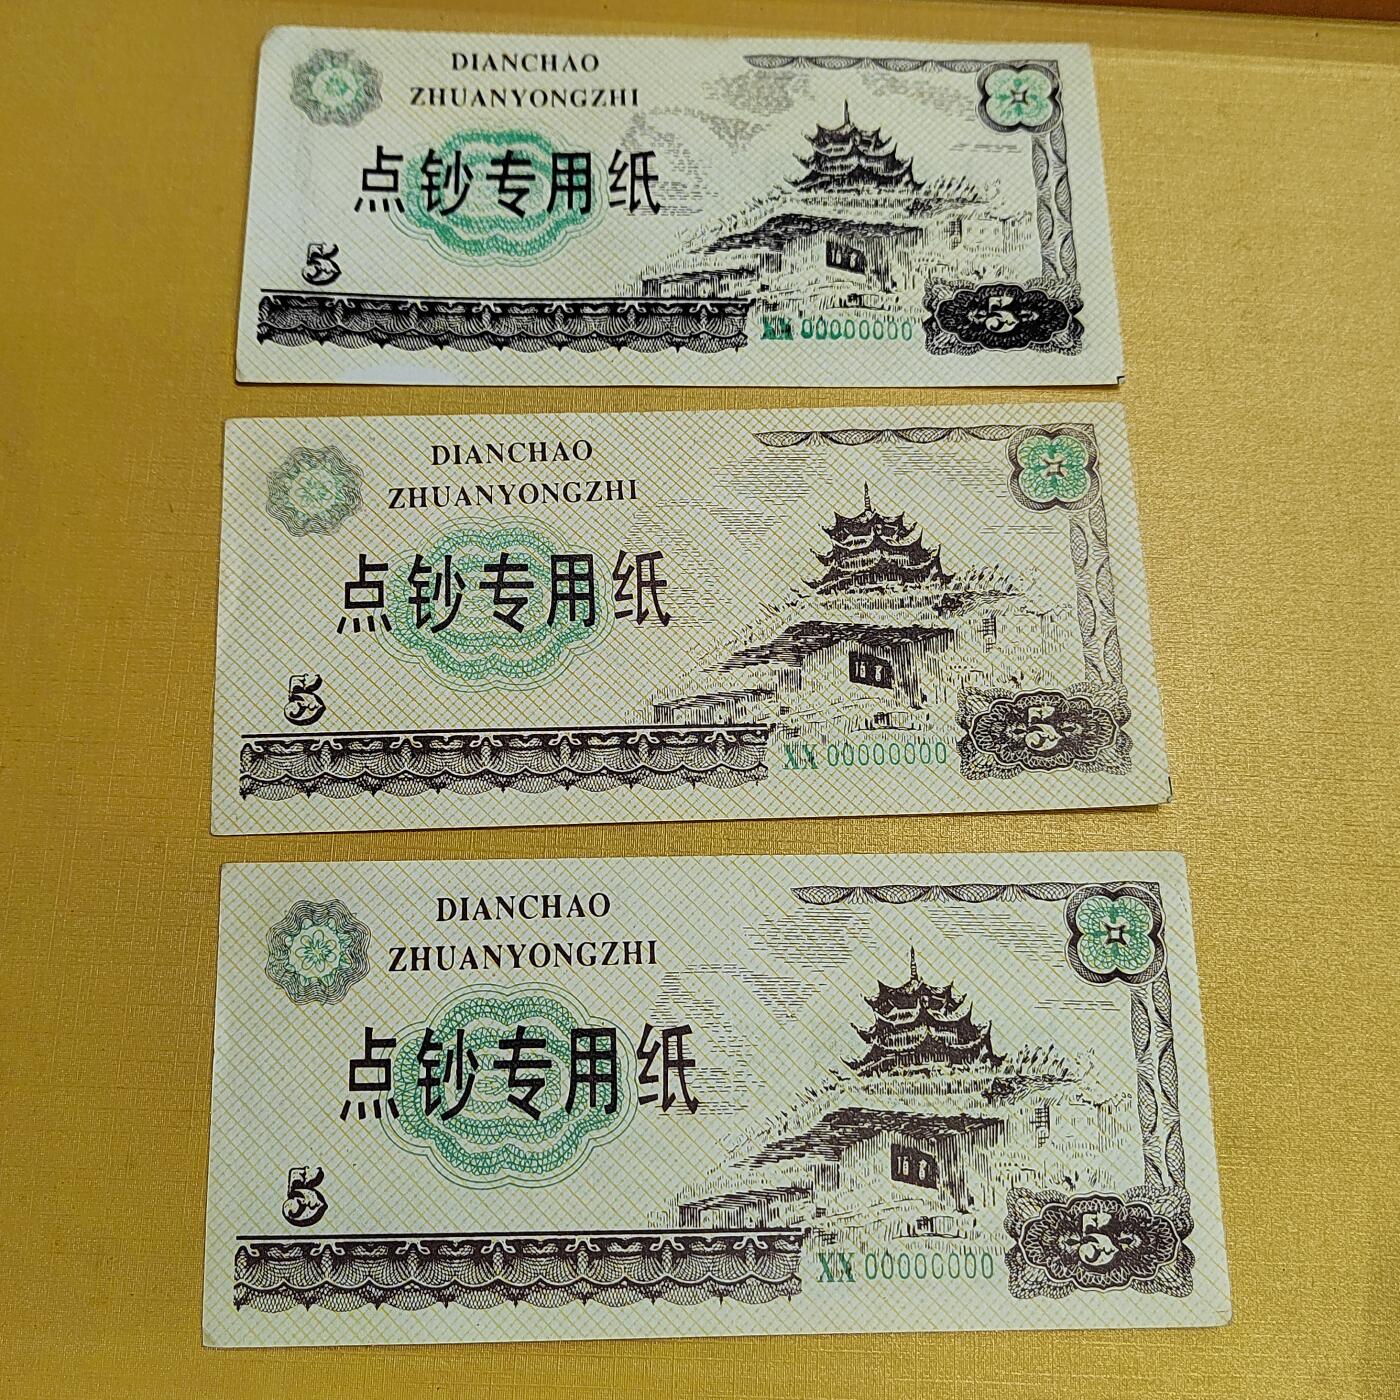 DIANCHAO
ZHUANYONGZHI
点钞专用纸
5
XX 00000000
5
DIANCHAO
ZHUANYONGZHI
点钞专用纸
5
XX 00000000
5
DIANCHAO
ZHUANYONGZHI
点钞专用纸
5
XX 00000000
5